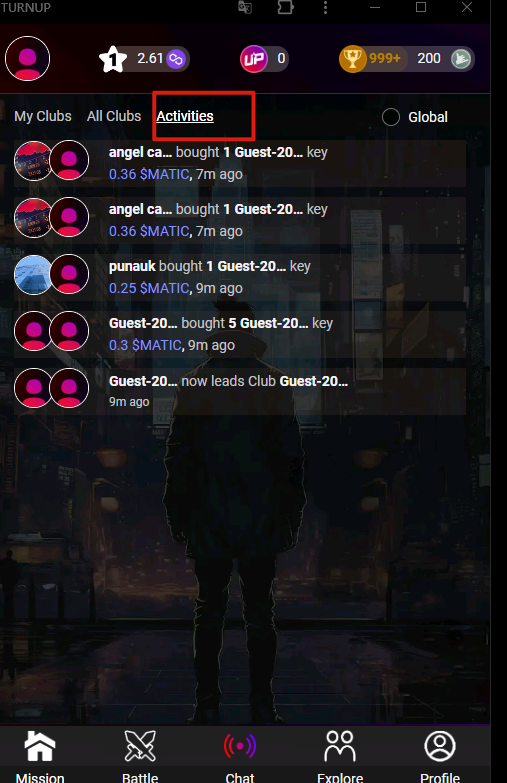 TURNUP
1 2.61 UP 0 999+ 200
My Clubs All Clubs Activities Global
angel ca... bought 1 Guest-20... key
0.36 $MATIC, 7m ago
angel ca... bought 1 Guest-20... key
0.36 $MATIC, 7m ago
punauk bought 1 Guest-20... key
0.25 $MATIC, 9m ago
Guest-20... bought 5 Guest-20... key
0.3 $MATIC, 9m ago
Guest-20... now leads Club Guest-20...
9m ago
Mission Battle Chat Explore Profile